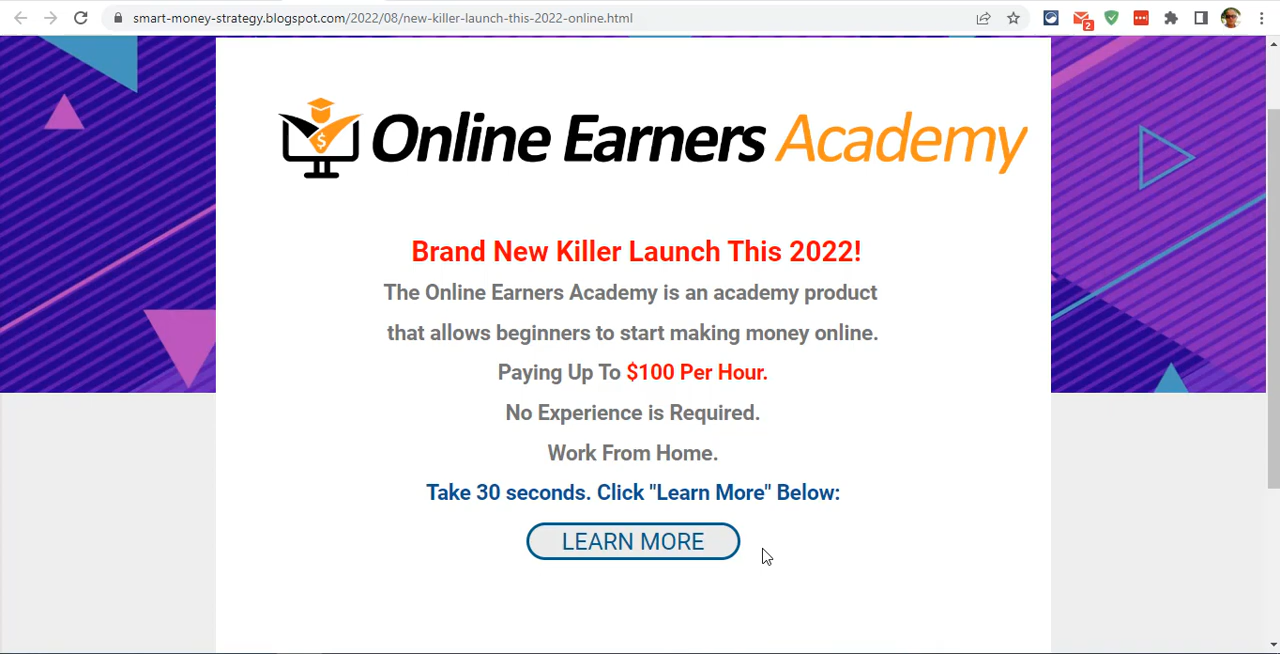 smart-money-strategy.blogspot.com/2022/08/new-killer-launch-this-2022-online.html
2
$
Online Earners Academy
Brand New Killer Launch This 2022!
The Online Earners Academy is an academy product
that allows beginners to start making money online.
Paying Up To $100 Per Hour.
No Experience is Required.
Work From Home.
Take 30 seconds. Click "Learn More" Below:
LEARN MORE